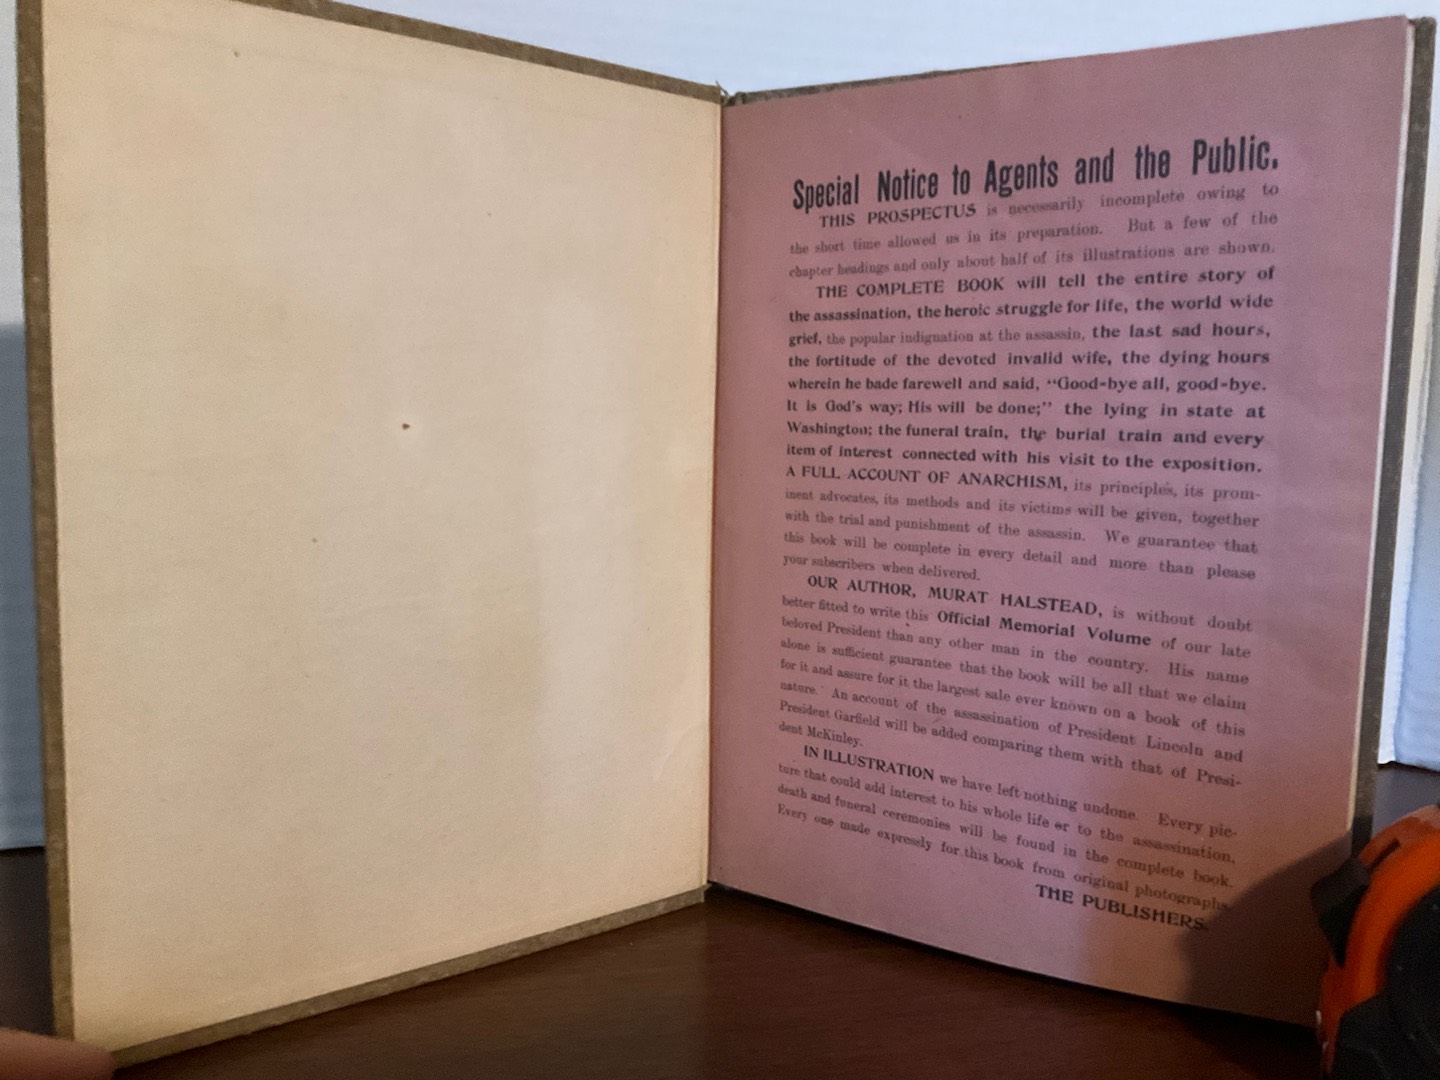 Special Notice to Agents and the Public.
THIS PROSPECTUS is necessarily incomplete owing to
the short time allowed us in its preparation. But a few of the
chapter headings and only about half of its illustrations are shown.
THE COMPLETE BOOK will tell the entire story of
the assassination, the heroic struggle for life, the world wide
grief, the popular indignation at the assassin, the last sad hours,
the fortitude of the devoted invalid wife, the dying hours
wherein he bade farewell and said, "Good-bye all, good-bye.
It is God's way; His will be done;" the lying in state at
Washington; the funeral train, the burial train and every
item of interest connected with his visit to the exposition.
A FULL ACCOUNT OF ANARCHISM, its principles, its prom-
inent advocates, its methods and its victims will be given, together
with the trial and punishment of the assassin. We guarantee that
this book will be complete in every detail and more than please
your subscribers when delivered.
OUR AUTHOR, MURAT HALSTEAD, is without doubt
better fitted to write this Official Memorial Volume of our late
beloved President than any other man in the country. His name
alone is sufficient guarantee that the book will be all that we claim
for it and assure for it the largest sale ever known on a book of this
nature. An account of the assassination of President Lincoln and
President Garfield will be added comparing them with that of Presi-
dent McKinley.
IN ILLUSTRATION we have left nothing undone. Every pic-
ture that could add interest to his whole life or to the assassination,
death and funeral ceremonies will be found in the complete book.
Every one made expressly for this book from original photographs.
THE PUBLISHERS.